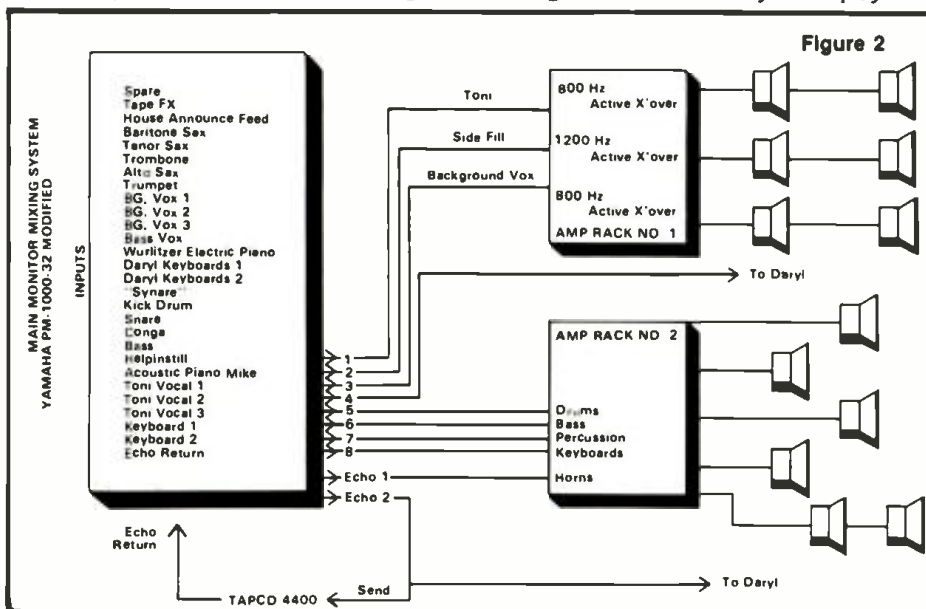 Figure 2
MAIN MONITOR MIXING SYSTEM
YAMAHA PM-1000-32 MODIFIED
INPUTS
Spare
Tape FX
House Announce Feed
Baritone Sax
Tenor Sax
Trombone
Alto Sax
Trumpet
BG. Vox 1
BG. Vox 2
BG. Vox 3
Bass Vox
Wurlitzer Electric Piano
Daryl Keyboards 1
Daryl Keyboards 2
"Synare"
Kick Drum
Snare
Conga
Bass
Helpinstill
Acoustic Piano Mike
Toni Vocal 1
Toni Vocal 2
Toni Vocal 3
Keyboard 1
Keyboard 2
Echo Return
1
2
3
4
5
6
7
8
Echo 1
Echo 2
Toni
Side Fill
Background Vox
800 Hz
Active X'over
1200 Hz
Active X'over
800 Hz
Active X'over
AMP RACK NO 1
To Daryl
AMP RACK NO 2
Drums
Bass
Percussion
Keyboards
Horns
Echo
Return
TAPCD 4400
Send
To Daryl